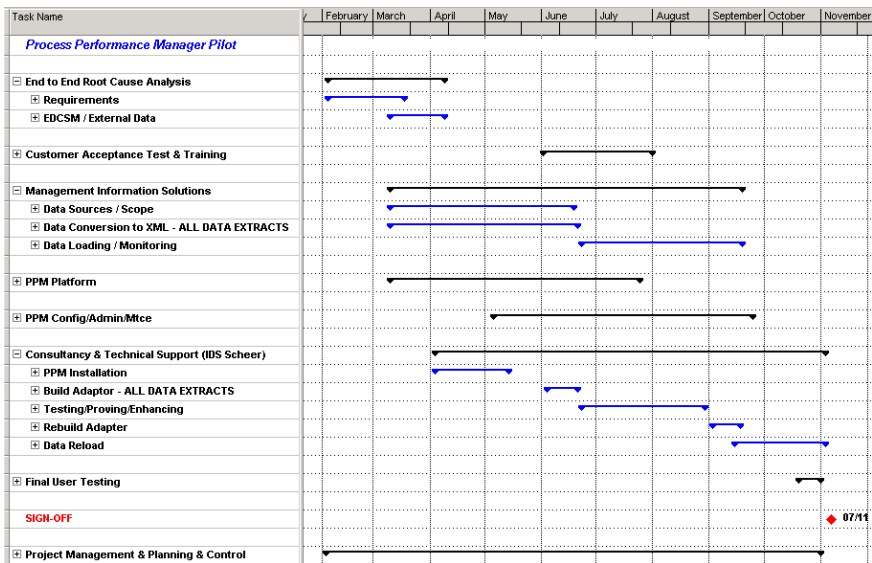 Task Name
February March April May June July August September October November
Process Performance Manager Pilot
End to End Root Cause Analysis
Requirements
EDCSM / External Data
Customer Acceptance Test & Training
Management Information Solutions
Data Sources / Scope
Data Conversion to XML - ALL DATA EXTRACTS
Data Loading / Monitoring
PPM Platform
PPM Config/Admin/Mtce
Consultancy & Technical Support (IDS Scheer)
PPM Installation
Build Adaptor - ALL DATA EXTRACTS
Testing/Proving/Enhancing
Rebuild Adapter
Data Reload
Final User Testing
SIGN-OFF 07/11
Project Management & Planning & Control